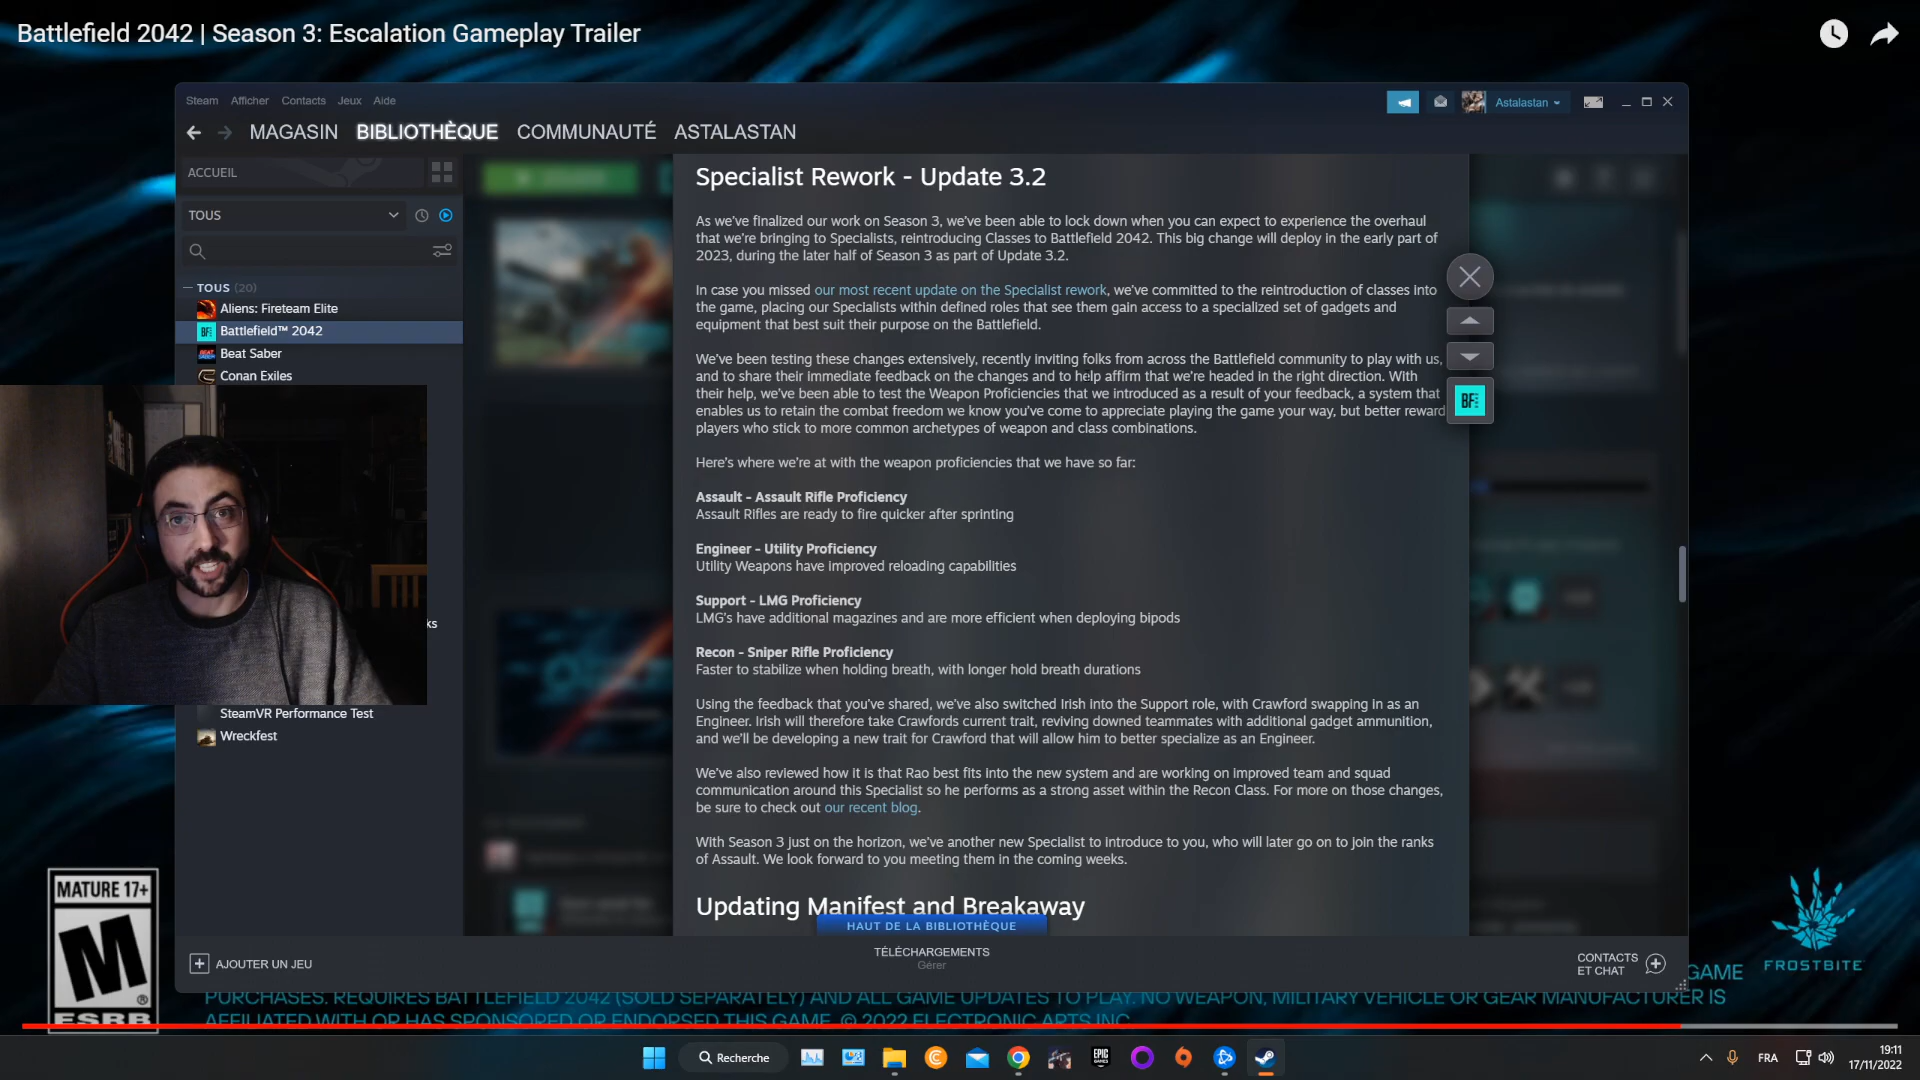 Battlefield 2042 | Season 3: Escalation Gameplay Trailer
Steam Afficher Contacts Jeux Aide
Astalastan
MAGASIN BIBLIOTHÈQUE COMMUNAUTÉ ASTALASTAN
ACCUEIL
TOUS
TOUS (20)
Aliens: Fireteam Elite
Battlefield™ 2042
Beat Saber
Conan Exiles
ks
SteamVR Performance Test
Wreckfest
Specialist Rework - Update 3.2
As we've finalized our work on Season 3, we've been able to lock down when you can expect to experience the overhaul
that we're bringing to Specialists, reintroducing Classes to Battlefield 2042. This big change will deploy in the early part of
2023, during the later half of Season 3 as part of Update 3.2.
In case you missed our most recent update on the Specialist rework, we've committed to the reintroduction of classes into
the game, placing our Specialists within defined roles that see them gain access to a specialized set of gadgets and
equipment that best suit their purpose on the Battlefield.
We've been testing these changes extensively, recently inviting folks from across the Battlefield community to play with us,
and to share their immediate feedback on the changes and to help affirm that we're headed in the right direction. With
their help, we've been able to test the Weapon Proficiencies that we introduced as a result of your feedback, a system that
enables us to retain the combat freedom we know you've come to appreciate playing the game your way, but better reward
players who stick to more common archetypes of weapon and class combinations.
Here's where we're at with the weapon proficiencies that we have so far:
Assault - Assault Rifle Proficiency
Assault Rifles are ready to fire quicker after sprinting
Engineer - Utility Proficiency
Utility Weapons have improved reloading capabilities
Support - LMG Proficiency
LMG's have additional magazines and are more efficient when deploying bipods
Recon - Sniper Rifle Proficiency
Faster to stabilize when holding breath, with longer hold breath durations
Using the feedback that you've shared, we've also switched Irish into the Support role, with Crawford swapping in as an
Engineer. Irish will therefore take Crawfords current trait, reviving downed teammates with additional gadget ammunition,
and we'll be developing a new trait for Crawford that will allow him to better specialize as an Engineer.
We've also reviewed how it is that Rao best fits into the new system and are working on improved team and squad
communication around this Specialist so he performs as a strong asset within the Recon Class. For more on those changes,
be sure to check out our recent blog.
With Season 3 just on the horizon, we've another new Specialist to introduce to you, who will later go on to join the ranks
of Assault. We look forward to you meeting them in the coming weeks.
Updating Manifest and Breakaway
HAUT DE LA BIBLIOTHÈQUE
AJOUTER UN JEU
TÉLÉCHARGEMENTS
Gérer
CONTACTS
ET CHAT
MATURE 17+
M
®
ESRB
FROSTBITE
GAME
PURCHASES. REQUIRES BATTLEFIELD 2042 (SOLD SEPARATELY) AND ALL GAME UPDATES TO PLAY. NO WEAPON, MILITARY VEHICLE OR GEAR MANUFACTURER IS
AFFILIATED WITH OR HAS SPONSORED OR ENDORSED THIS GAME. © 2022 ELECTRONIC ARTS INC.
Recherche
EPIC
GAMES
FRA
19:11
17/11/2022